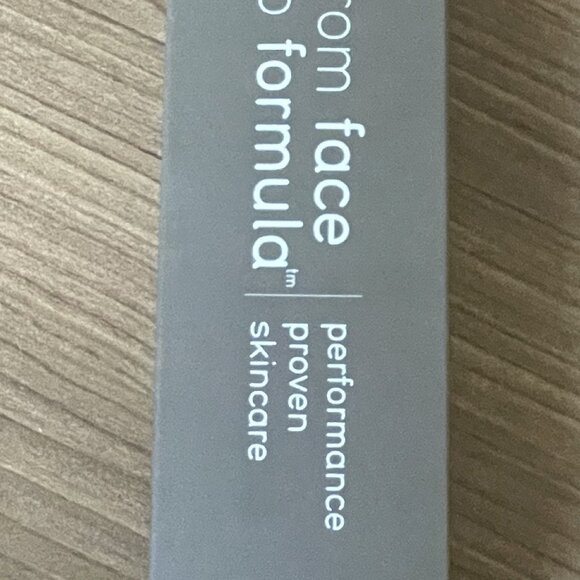 rom face
o formula™
performance
proven
skincare